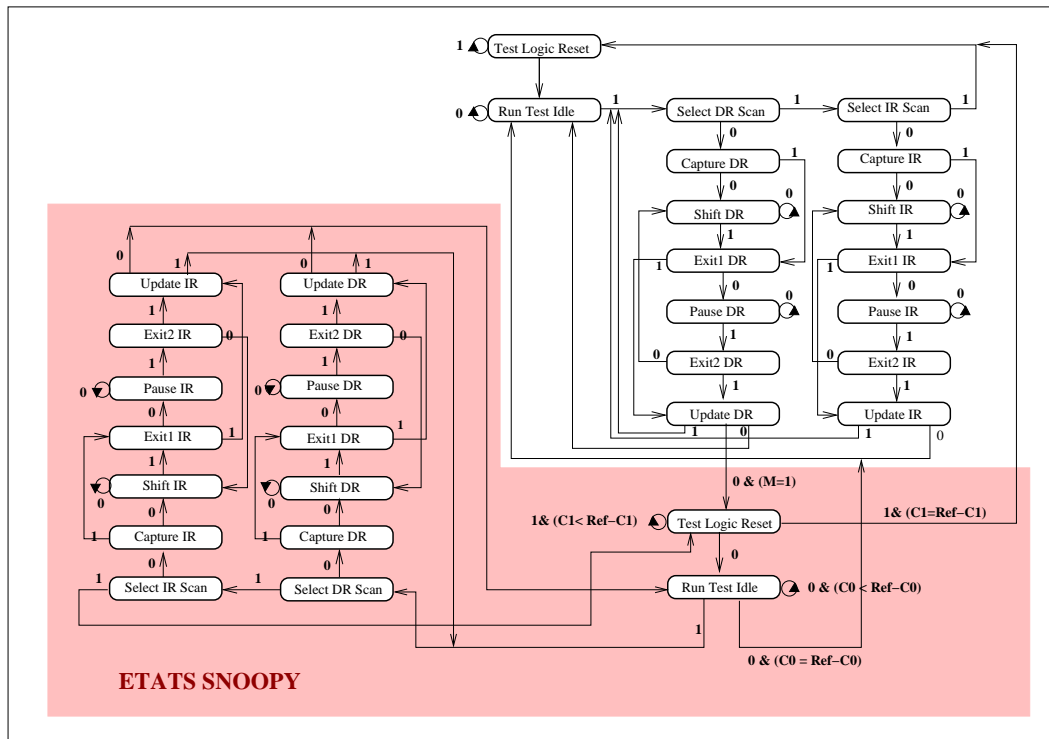 1 Test Logic Reset
0 Run Test Idle 1 Select DR Scan 1 Select IR Scan 1
0 0
Capture DR 1 Capture IR 1
0 0 0 0
Shift DR Shift IR
1 1
1 Exit1 DR 1 Exit1 IR
0 0 0 0
Pause DR Pause IR
1 1
0 Exit2 DR 0 Exit2 IR
1 1
Update DR Update IR
1 0 1 0
0 & (M=1)
1& (C1< Ref−C1) Test Logic Reset 1& (C1=Ref−C1)
0
Run Test Idle 0 & (C0 < Ref−C0)
1
0 & (C0 = Ref−C0)
0 1 0 1
Update IR Update DR
1 1
Exit2 IR 0 Exit2 DR 0
1 1
0 Pause IR 0 Pause DR
0 0
Exit1 IR 1 Exit1 DR 1
1 1
Shift IR Shift DR
0 0 0 0
1 Capture IR 1 Capture DR
0 0
1 Select IR Scan 1 Select DR Scan
ETATS SNOOPY